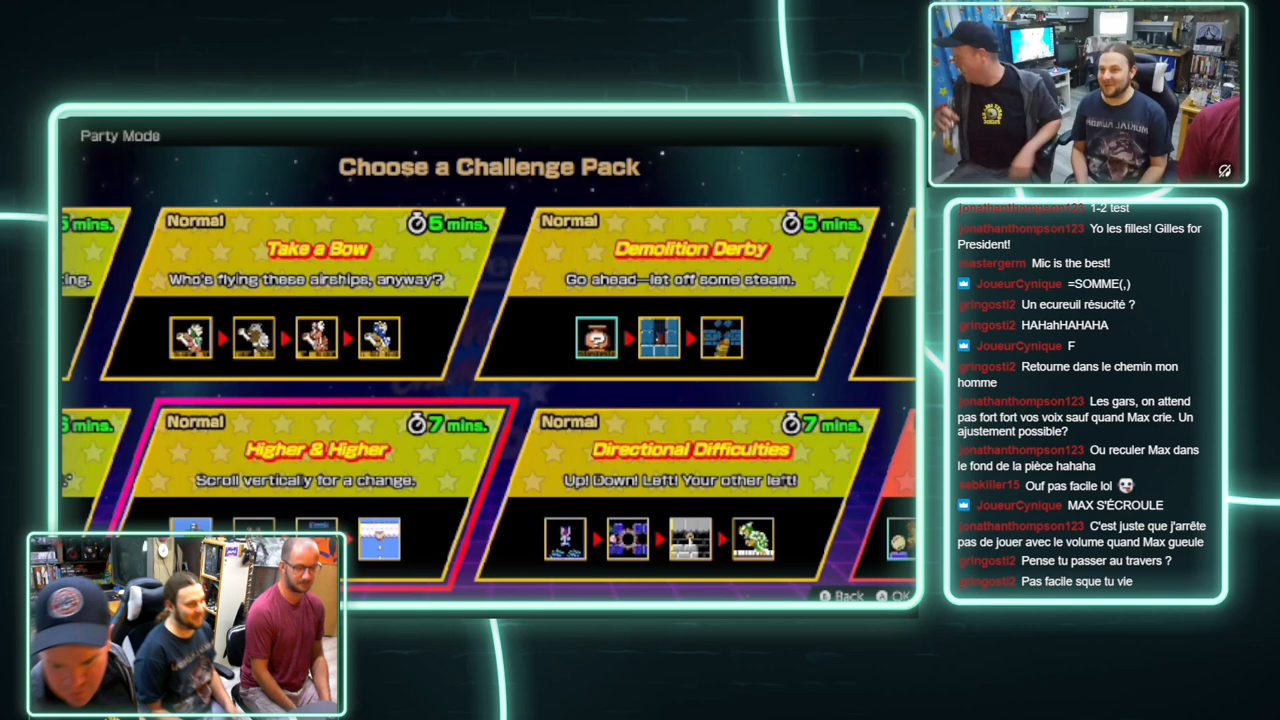 Party Mode
Choose a Challenge Pack
5 mins.
Normal
5 mins.
Take a Bow
Who's flying these airships, anyway?
Normal
5 mins.
Demolition Derby
Go ahead—let off some steam.
mins.
Normal
7 mins.
Higher & Higher
Scroll vertically for a change.
Normal
7 mins.
Directional Difficulties
Up! Down! Left! Your other left!
Back
A OK
MORTAL KOMBAT
jonathanthompson123 1-2 test
jonathanthompson123 Yo les filles! Gilles for
President!
mastergerm Mic is the best!
JoueurCynique =SOMME(,)
gringosti2 Un ecureuil résucité ?
gringosti2 HAHahHAHAHA
JoueurCynique F
gringosti2 Retourne dans le chemin mon
homme
jonathanthompson123 Les gars, on attend
pas fort fort vos voix sauf quand Max crie. Un
ajustement possible?
jonathanthompson123 Ou reculer Max dans
le fond de la pièce hahaha
sebkiller15 Ouf pas facile lol
JoueurCynique MAX S'ÉCROULE
jonathanthompson123 C'est juste que j'arrête
pas de jouer avec le volume quand Max gueule
gringosti2 Pense tu passer au travers ?
gringosti2 Pas facile sque tu vie